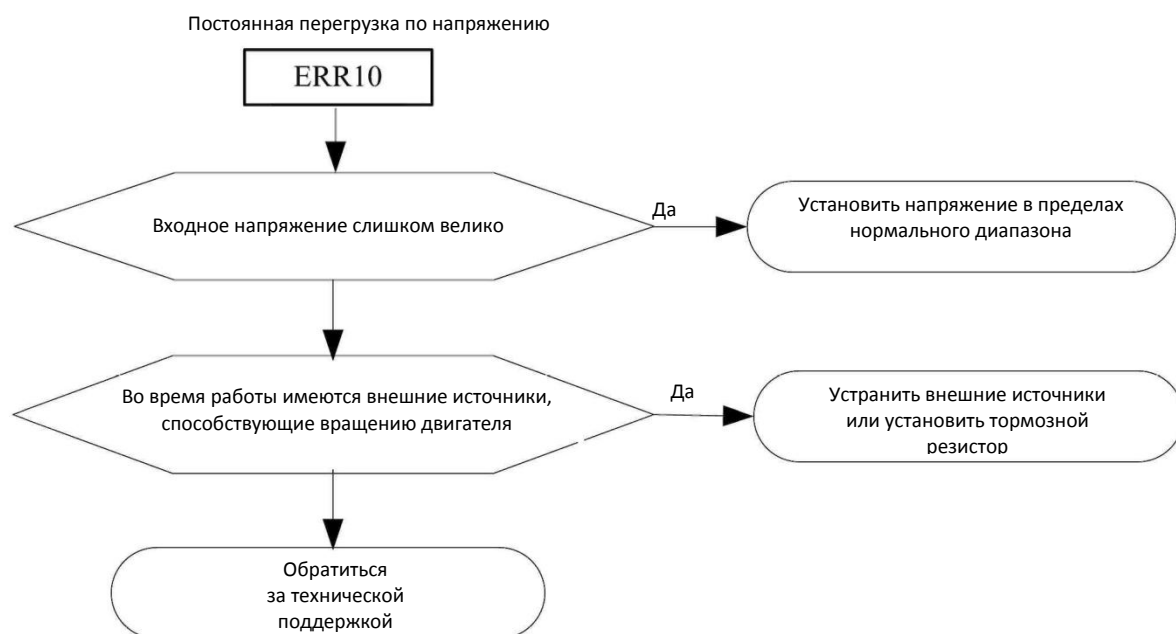 Постоянная перегрузка по напряжению
ERR10
Входное напряжение слишком велико
Да
Установить напряжение в пределах
нормального диапазона
Во время работы имеются внешние источники,
способствующие вращению двигателя
Да
Устранить внешние источники
или установить тормозной
резистор
Обратиться
за технической
поддержкой